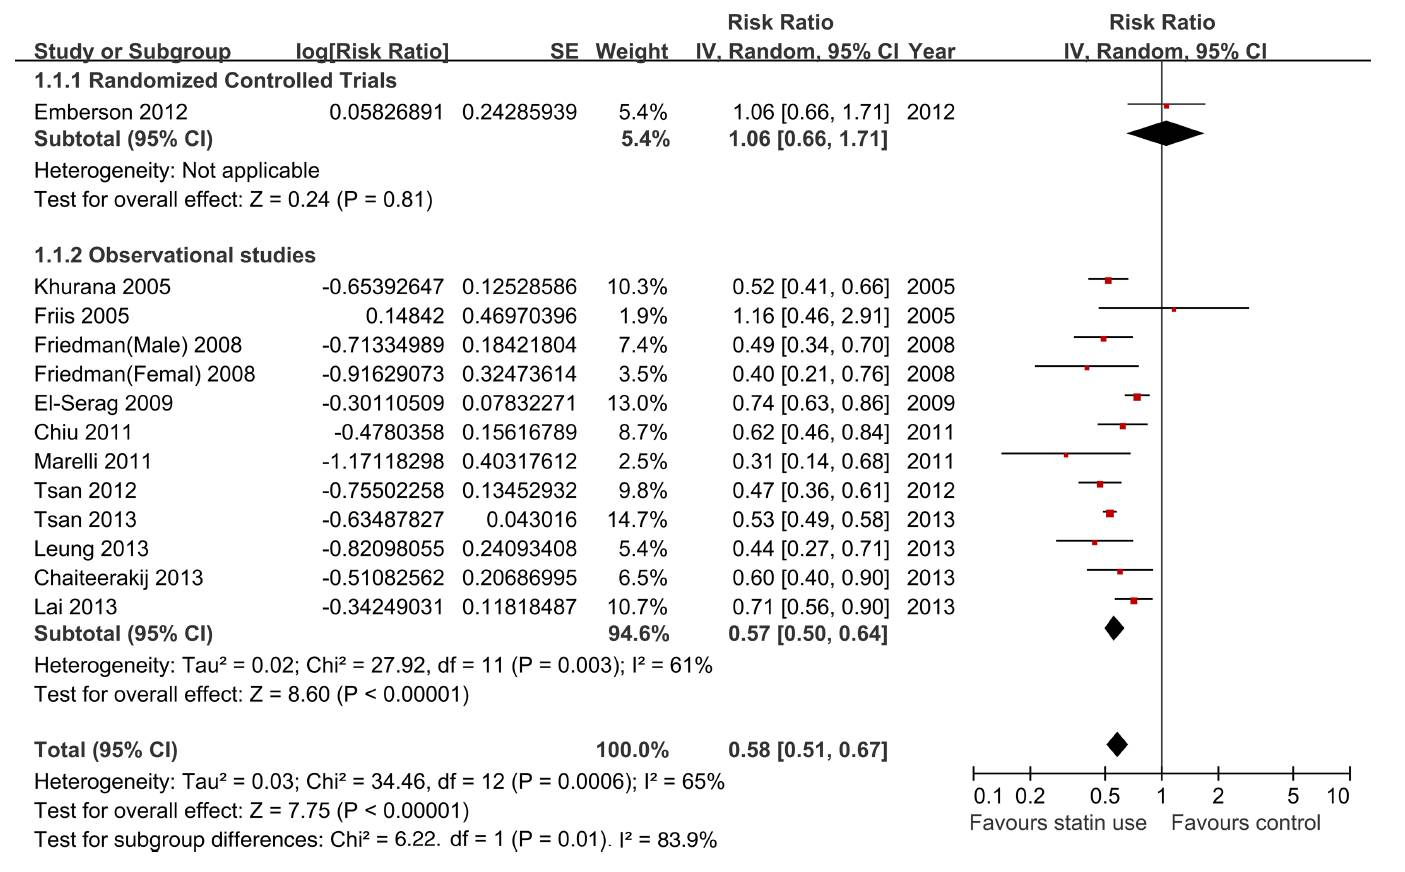 Risk Ratio Risk Ratio
Study or Subgroup log[Risk Ratio] SE Weight IV, Random, 95% CI Year IV, Random, 95% CI
1.1.1 Randomized Controlled Trials
Emberson 2012 0.05826891 0.24285939 5.4% 1.06 [0.66, 1.71] 2012
Subtotal (95% CI) 5.4% 1.06 [0.66, 1.71]
Heterogeneity: Not applicable
Test for overall effect: Z = 0.24 (P = 0.81)
1.1.2 Observational studies
Khurana 2005 -0.65392647 0.12528586 10.3% 0.52 [0.41, 0.66] 2005
Friis 2005 0.14842 0.46970396 1.9% 1.16 [0.46, 2.91] 2005
Friedman(Male) 2008 -0.71334989 0.18421804 7.4% 0.49 [0.34, 0.70] 2008
Friedman(Femal) 2008 -0.91629073 0.32473614 3.5% 0.40 [0.21, 0.76] 2008
El-Serag 2009 -0.30110509 0.07832271 13.0% 0.74 [0.63, 0.86] 2009
Chiu 2011 -0.4780358 0.15616789 8.7% 0.62 [0.46, 0.84] 2011
Marelli 2011 -1.17118298 0.40317612 2.5% 0.31 [0.14, 0.68] 2011
Tsan 2012 -0.75502258 0.13452932 9.8% 0.47 [0.36, 0.61] 2012
Tsan 2013 -0.63487827 0.043016 14.7% 0.53 [0.49, 0.58] 2013
Leung 2013 -0.82098055 0.24093408 5.4% 0.44 [0.27, 0.71] 2013
Chaiteerakij 2013 -0.51082562 0.20686995 6.5% 0.60 [0.40, 0.90] 2013
Lai 2013 -0.34249031 0.11818487 10.7% 0.71 [0.56, 0.90] 2013
Subtotal (95% CI) 94.6% 0.57 [0.50, 0.64]
Heterogeneity: Tau² = 0.02; Chi² = 27.92, df = 11 (P = 0.003); I² = 61%
Test for overall effect: Z = 8.60 (P < 0.00001)
Total (95% CI) 100.0% 0.58 [0.51, 0.67]
Heterogeneity: Tau² = 0.03; Chi² = 34.46, df = 12 (P = 0.0006); I² = 65%
Test for overall effect: Z = 7.75 (P < 0.00001)
Test for subgroup differences: Chi² = 6.22. df = 1 (P = 0.01). I² = 83.9%
0.1 0.2 0.5 1 2 5 10
Favours statin use Favours control